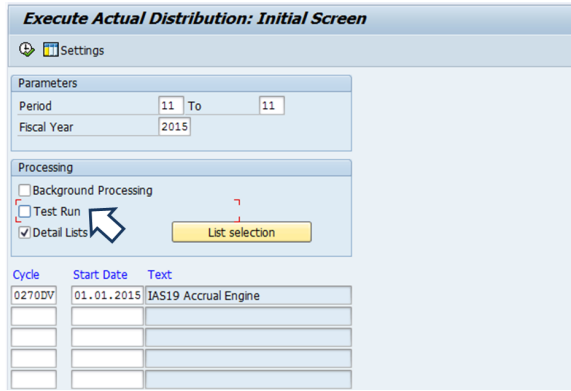 Execute Actual Distribution: Initial Screen
Settings
Parameters
Period 11 To 11
Fiscal Year 2015
Processing
Background Processing
Test Run
Detail Lists List selection
Cycle Start Date Text
0270DV 01.01.2015 IAS19 Accrual Engine